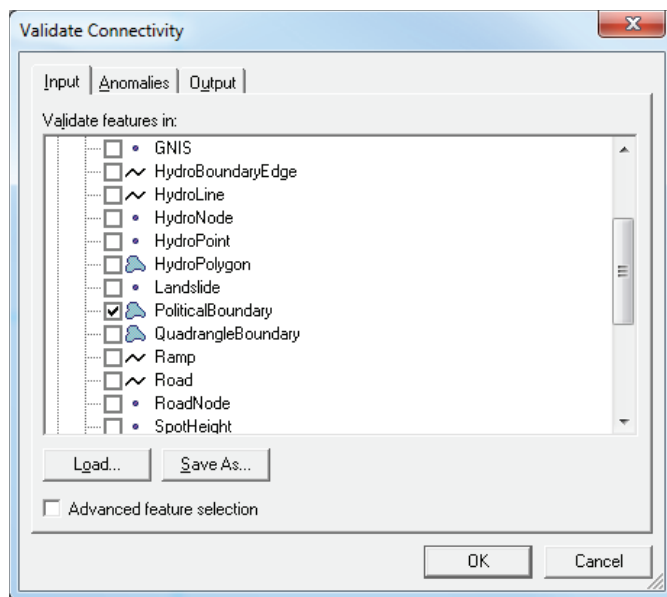 Validate Connectivity
Input Anomalies Output
Validate features in:
GNIS
HydroBoundaryEdge
HydroLine
HydroNode
HydroPoint
HydroPolygon
Landslide
PoliticalBoundary
QuadrangleBoundary
Ramp
Road
RoadNode
SpotHeight
Load... Save As...
Advanced feature selection
OK Cancel